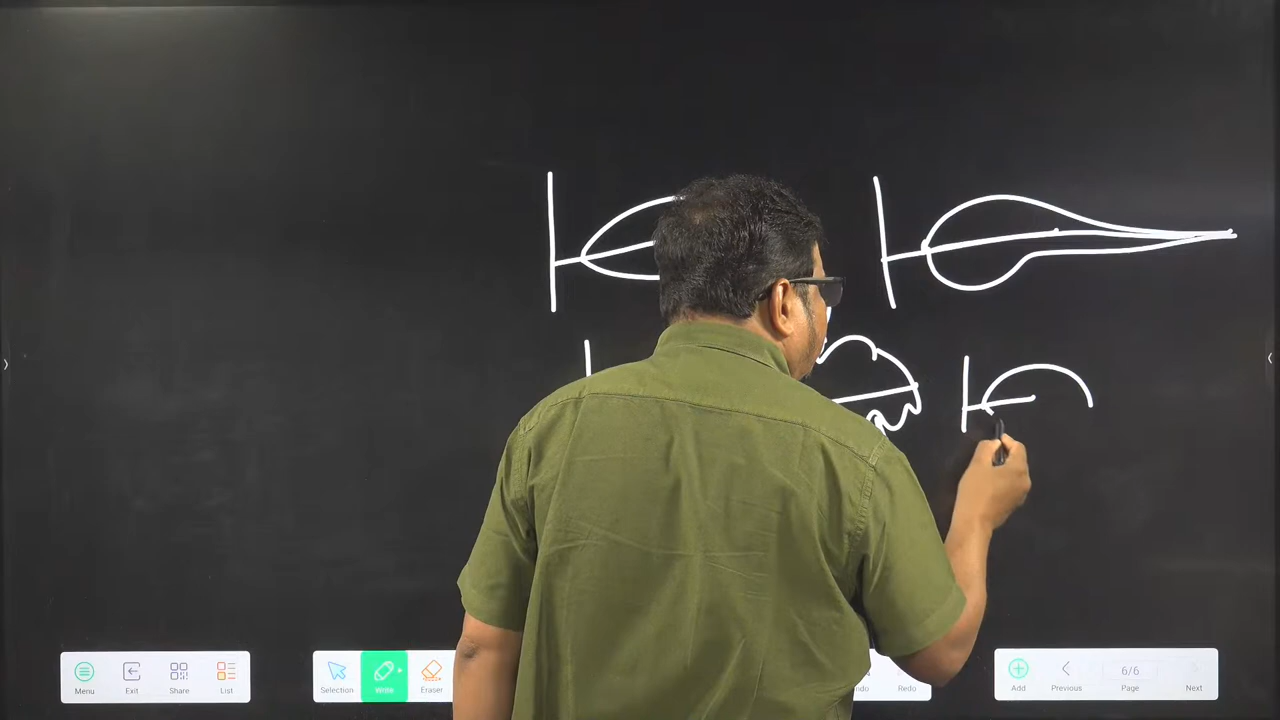 Menu
Exit
Share
List
Selection
Write
Eraser
Redo
Add
Previous
6/6
Page
Next